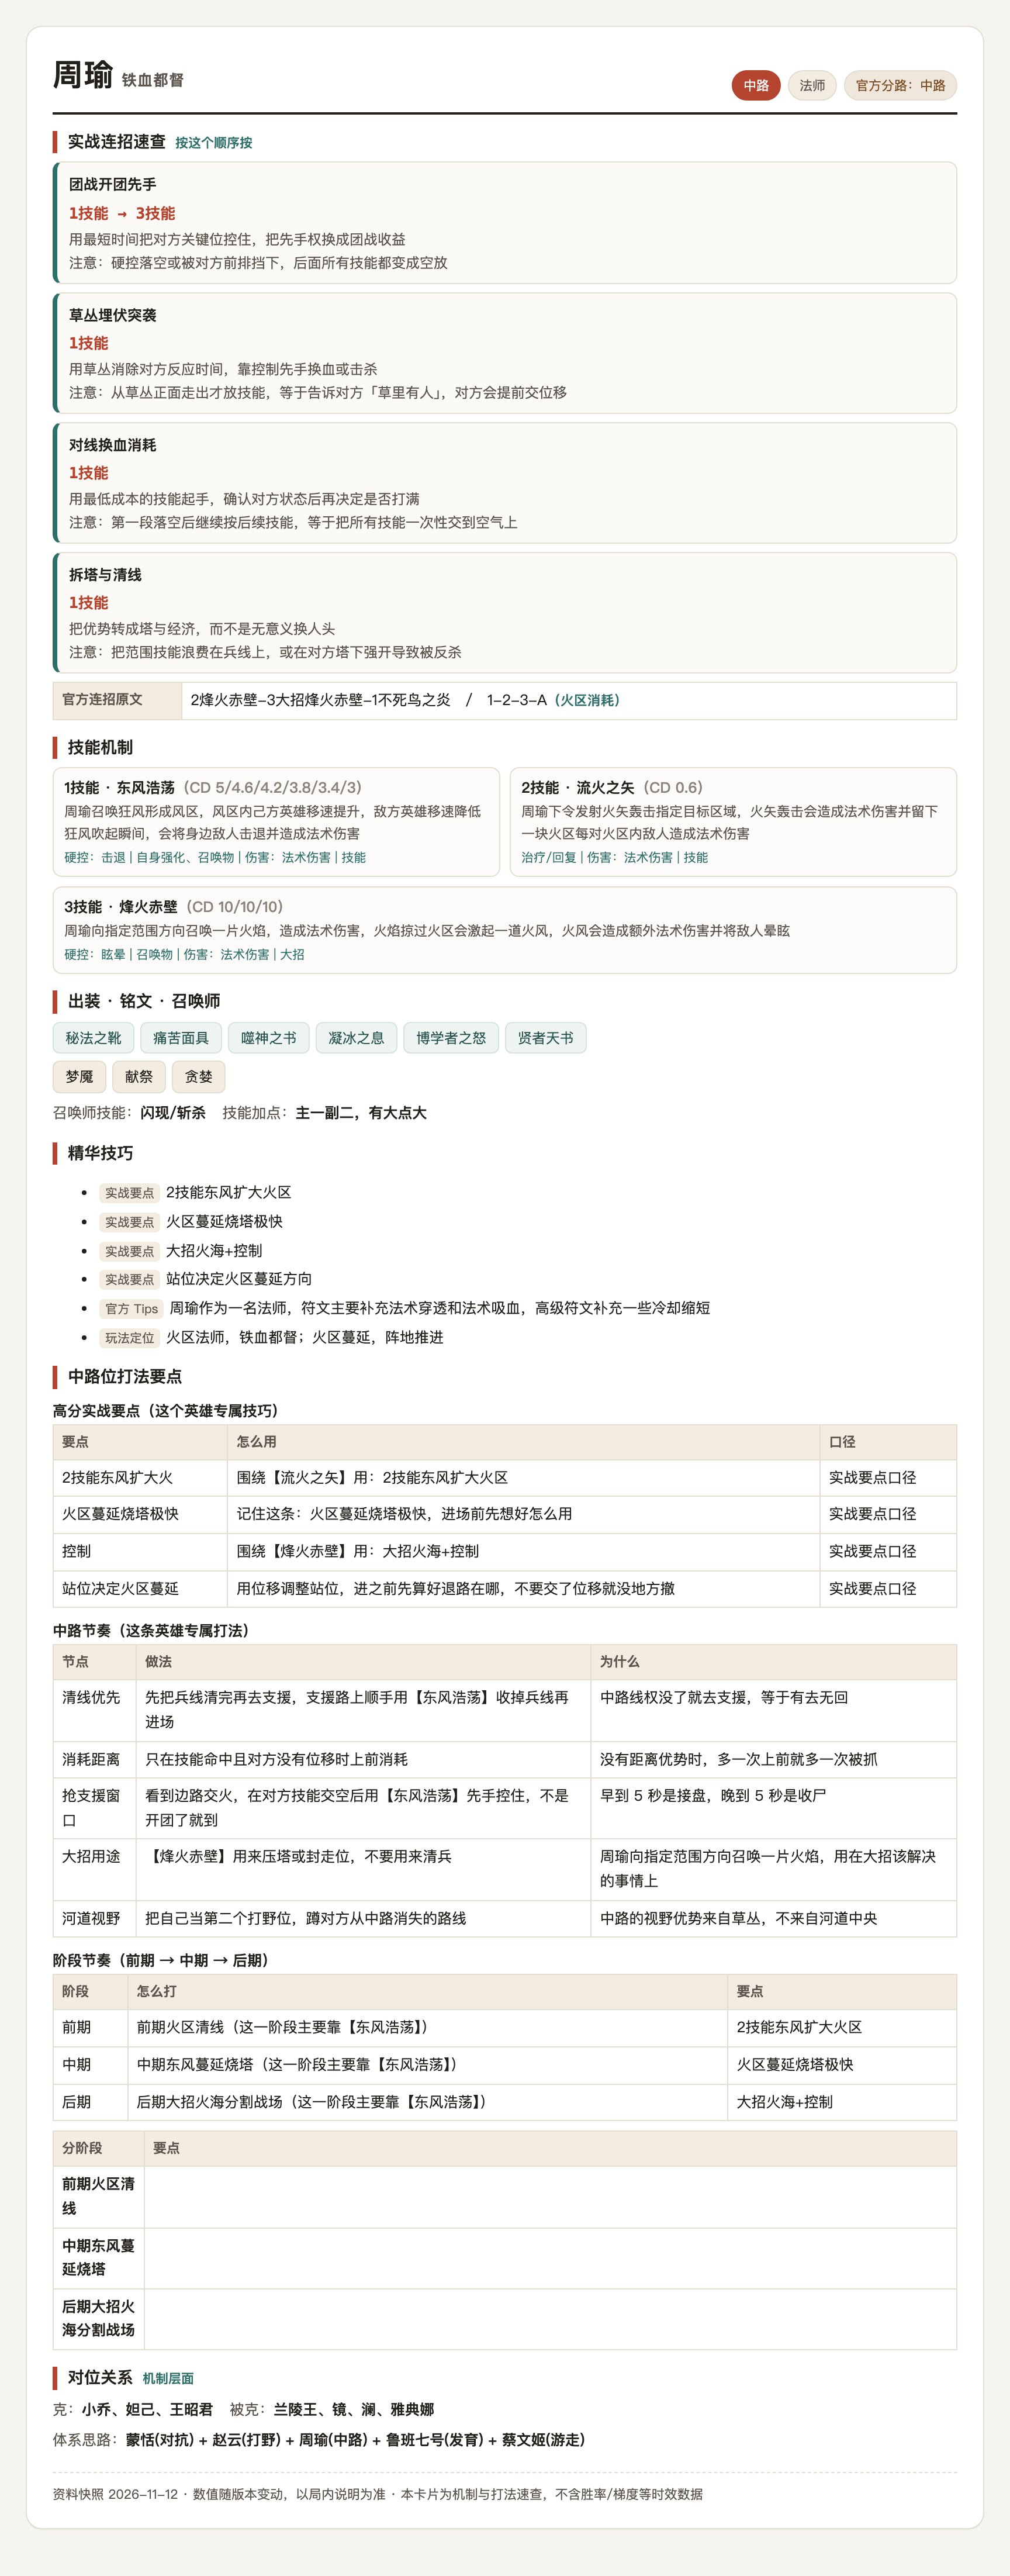 周瑜 铁血都督
中路 法师 官方分路：中路
实战连招速查 按这个顺序按
团战开团先手
1技能 → 3技能
用最短时间把对方关键位控住，把先手权换成团战收益
注意：硬控落空或被对方前排挡下，后面所有技能都变成空放
草丛埋伏突袭
1技能
用草丛消除对方反应时间，靠控制先手换血或击杀
注意：从草丛正面走出才放技能，等于告诉对方「草里有人」，对方会提前交位移
对线换血消耗
1技能
用最低成本的技能起手，确认对方状态后再决定是否打满
注意：第一段落空后继续按后续技能，等于把所有技能一次性交到空气上
拆塔与清线
1技能
把优势转成塔与经济，而不是无意义换人头
注意：把范围技能浪费在兵线上，或在对方塔下强开导致被反杀
官方连招原文 2烽火赤壁-3大招烽火赤壁-1不死鸟之炎 / 1-2-3-A（火区消耗）
技能机制
1技能 · 东风浩荡（CD 5/4.6/4.2/3.8/3.4/3）
周瑜召唤狂风形成风区，风区内己方英雄移速提升，敌方英雄移速降低
狂风吹起瞬间，会将身边敌人击退并造成法术伤害
硬控：击退 | 自身强化、召唤物 | 伤害：法术伤害 | 技能
2技能 · 流火之矢（CD 0.6）
周瑜下令发射火矢轰击指定目标区域，火矢轰击会造成法术伤害并留下
一块火区每对火区内敌人造成法术伤害
治疗/回复 | 伤害：法术伤害 | 技能
3技能 · 烽火赤壁（CD 10/10/10）
周瑜向指定范围方向召唤一片火焰，造成法术伤害，火焰掠过火区会激起一道火风，火风会造成额外法术伤害并将敌人晕眩
硬控：眩晕 | 召唤物 | 伤害：法术伤害 | 大招
出装 · 铭文 · 召唤师
秘法之靴 痛苦面具 噬神之书 凝冰之息 博学者之怒 贤者天书
梦魇 献祭 贪婪
召唤师技能：闪现/斩杀 技能加点：主一副二，有大点大
精华技巧
• 实战要点 2技能东风扩大火区
• 实战要点 火区蔓延烧塔极快
• 实战要点 大招火海+控制
• 实战要点 站位决定火区蔓延方向
• 官方 Tips 周瑜作为一名法师，符文主要补充法术穿透和法术吸血，高级符文补充一些冷却缩短
• 玩法定位 火区法师，铁血都督；火区蔓延，阵地推进
中路位打法要点
高分实战要点（这个英雄专属技巧）
要点 怎么用 口径
2技能东风扩大火 围绕【流火之矢】用：2技能东风扩大火区 实战要点口径
火区蔓延烧塔极快 记住这条：火区蔓延烧塔极快，进场前先想好怎么用 实战要点口径
控制 围绕【烽火赤壁】用：大招火海+控制 实战要点口径
站位决定火区蔓延 用位移调整站位，进之前先算好退路在哪，不要交了位移就没地方撤 实战要点口径
中路节奏（这条英雄专属打法）
节点 做法 为什么
清线优先 先把兵线清完再去支援，支援路上顺手用【东风浩荡】收掉兵线再 中路线权没了就去支援，等于有去无回
进场
消耗距离 只在技能命中且对方没有位移时上前消耗 没有距离优势时，多一次上前就多一次被抓
抢支援窗 看到边路交火，在对方技能交空后用【东风浩荡】先手控住，不是 早到 5 秒是接盘，晚到 5 秒是收尸
口 开团了就到
大招用途 【烽火赤壁】用来压塔或封走位，不要用来清兵 周瑜向指定范围方向召唤一片火焰，用在大招该解决
的事情上
河道视野 把自己当第二个打野位，蹲对方从中路消失的路线 中路的视野优势来自草丛，不来自河道中央
阶段节奏（前期 → 中期 → 后期）
阶段 怎么打 要点
前期 前期火区清线（这一阶段主要靠【东风浩荡】） 2技能东风扩大火区
中期 中期东风蔓延烧塔（这一阶段主要靠【东风浩荡】） 火区蔓延烧塔极快
后期 后期大招火海分割战场（这一阶段主要靠【东风浩荡】） 大招火海+控制
分阶段 要点
前期火区清
线
中期东风蔓
延烧塔
后期大招火
海分割战场
对位关系 机制层面
克：小乔、妲己、王昭君 被克：兰陵王、镜、澜、雅典娜
体系思路：蒙恬(对抗) + 赵云(打野) + 周瑜(中路) + 鲁班七号(发育) + 蔡文姬(游走)
资料快照 2026-11-12 · 数值随版本变动，以局内说明为准 · 本卡片为机制与打法速查，不含胜率/梯度等时效数据